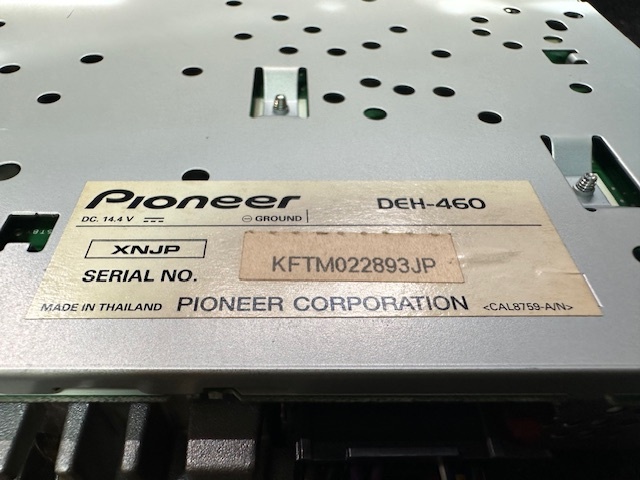 Pioneer DEH-460
DC. 14.4 V ⊖ GROUND
XNJP
SERIAL NO. KFTM022893JP
MADE IN THAILAND PIONEER CORPORATION <CAL8759-A/N>